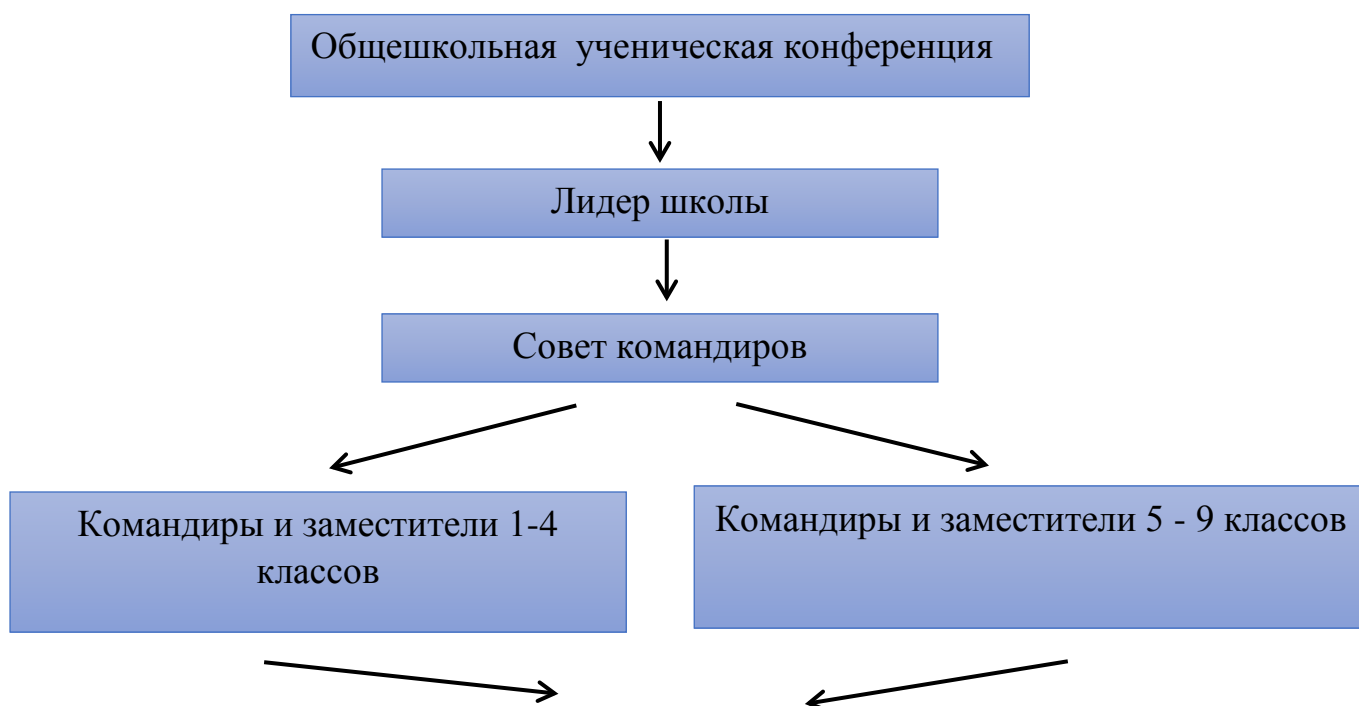 Общешкольная  ученическая конференция
Лидер школы
Совет командиров
Командиры и заместители 1-4
классов
Командиры и заместители 5 - 9 классов